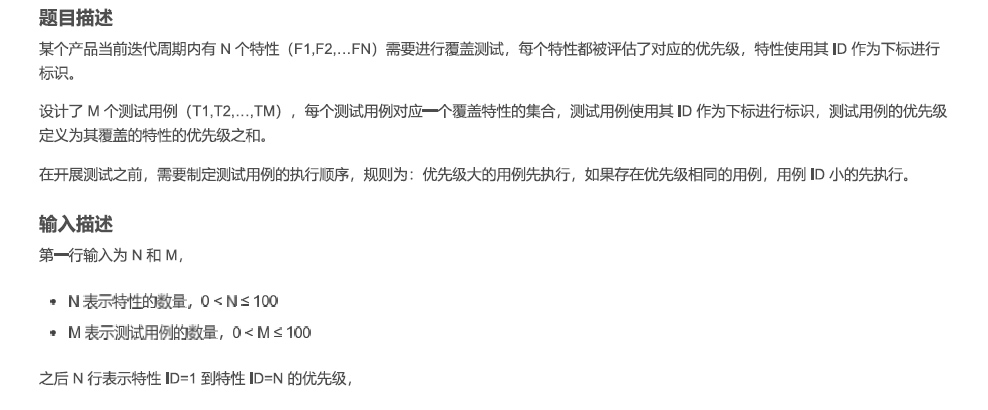 题目描述
某个产品当前迭代周期内有 N 个特性（F1,F2,...FN）需要进行覆盖测试，每个特性都被评估了对应的优先级，特性使用其 ID 作为下标进行
标识。
设计了 M 个测试用例（T1,T2,...,TM），每个测试用例对应一个覆盖特性的集合，测试用例使用其 ID 作为下标进行标识，测试用例的优先级
定义为其覆盖的特性的优先级之和。
在开展测试之前，需要制定测试用例的执行顺序，规则为：优先级大的用例先执行，如果存在优先级相同的用例，用例 ID 小的先执行。
输入描述
第一行输入为 N 和 M，
• N 表示特性的数量，0 < N ≤ 100
• M 表示测试用例的数量，0 < M ≤ 100
之后 N 行表示特性 ID=1 到特性 ID=N 的优先级，